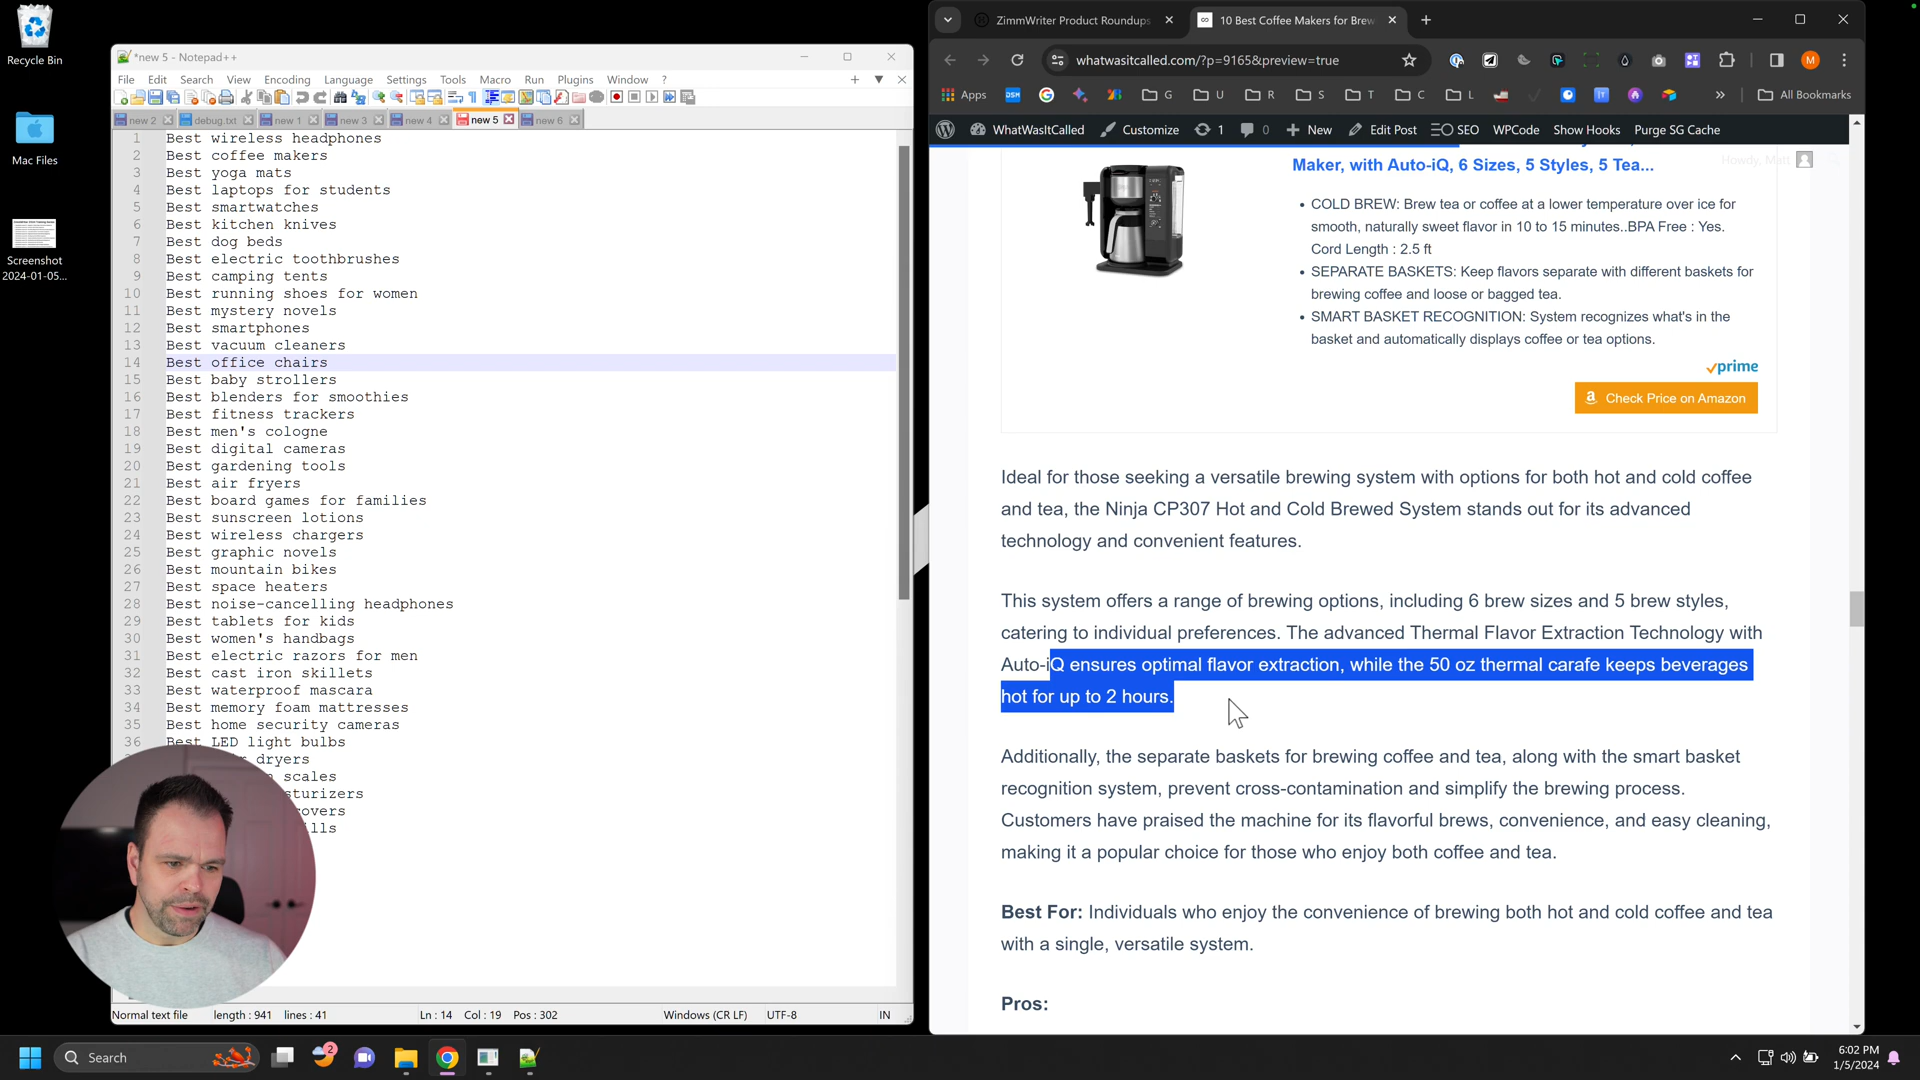 Recycle Bin
Mac Files
Screenshot
2024-01-05...
*new 5 - Notepad++
File Edit Search View Encoding Language Settings Tools Macro Run Plugins Window ?
new 2 debug.txt new 1 new 3 new 4 new 5 new 6
1 Best wireless headphones
2 Best coffee makers
3 Best yoga mats
4 Best laptops for students
5 Best smartwatches
6 Best kitchen knives
7 Best dog beds
8 Best electric toothbrushes
9 Best camping tents
10 Best running shoes for women
11 Best mystery novels
12 Best smartphones
13 Best vacuum cleaners
14 Best office chairs
15 Best baby strollers
16 Best blenders for smoothies
17 Best fitness trackers
18 Best men's cologne
19 Best digital cameras
20 Best gardening tools
21 Best air fryers
22 Best board games for families
23 Best sunscreen lotions
24 Best wireless chargers
25 Best graphic novels
26 Best mountain bikes
27 Best space heaters
28 Best noise-cancelling headphones
29 Best tablets for kids
30 Best women's handbags
31 Best electric razors for men
32 Best cast iron skillets
33 Best waterproof mascara
34 Best memory foam mattresses
35 Best home security cameras
36 Best LED light bulbs
dryers
scales
sturizers
covers
ills
Normal text file length : 941 lines : 41 Ln : 14 Col : 19 Pos : 302 Windows (CR LF) UTF-8 IN
ZimmWriter Product Roundups
10 Best Coffee Makers for Brew
whatwasitcalled.com/?p=9165&preview=true
Apps G U R S T C L » All Bookmarks
WhatWasItCalled Customize 1 0 New Edit Post SEO WPCode Show Hooks Purge SG Cache
Howdy, Matt
Maker, with Auto-iQ, 6 Sizes, 5 Styles, 5 Tea...
• COLD BREW: Brew tea or coffee at a lower temperature over ice for
smooth, naturally sweet flavor in 10 to 15 minutes..BPA Free : Yes.
Cord Length : 2.5 ft
• SEPARATE BASKETS: Keep flavors separate with different baskets for
brewing coffee and loose or bagged tea.
• SMART BASKET RECOGNITION: System recognizes what's in the
basket and automatically displays coffee or tea options.
prime
Check Price on Amazon
Ideal for those seeking a versatile brewing system with options for both hot and cold coffee
and tea, the Ninja CP307 Hot and Cold Brewed System stands out for its advanced
technology and convenient features.
This system offers a range of brewing options, including 6 brew sizes and 5 brew styles,
catering to individual preferences. The advanced Thermal Flavor Extraction Technology with
Auto-iQ ensures optimal flavor extraction, while the 50 oz thermal carafe keeps beverages
hot for up to 2 hours.
Additionally, the separate baskets for brewing coffee and tea, along with the smart basket
recognition system, prevent cross-contamination and simplify the brewing process.
Customers have praised the machine for its flavorful brews, convenience, and easy cleaning,
making it a popular choice for those who enjoy both coffee and tea.
Best For: Individuals who enjoy the convenience of brewing both hot and cold coffee and tea
with a single, versatile system.
Pros:
Search
2
6:02 PM
1/5/2024